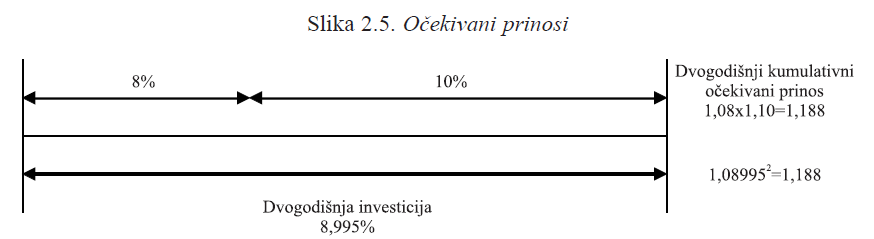 Slika 2.5. Očekivani prinosi
8%
10%
Dvogodišnji kumulativni
očekivani prinos
1,08x1,10=1,188
1,08995²=1,188
Dvogodišnja investicija
8,995%